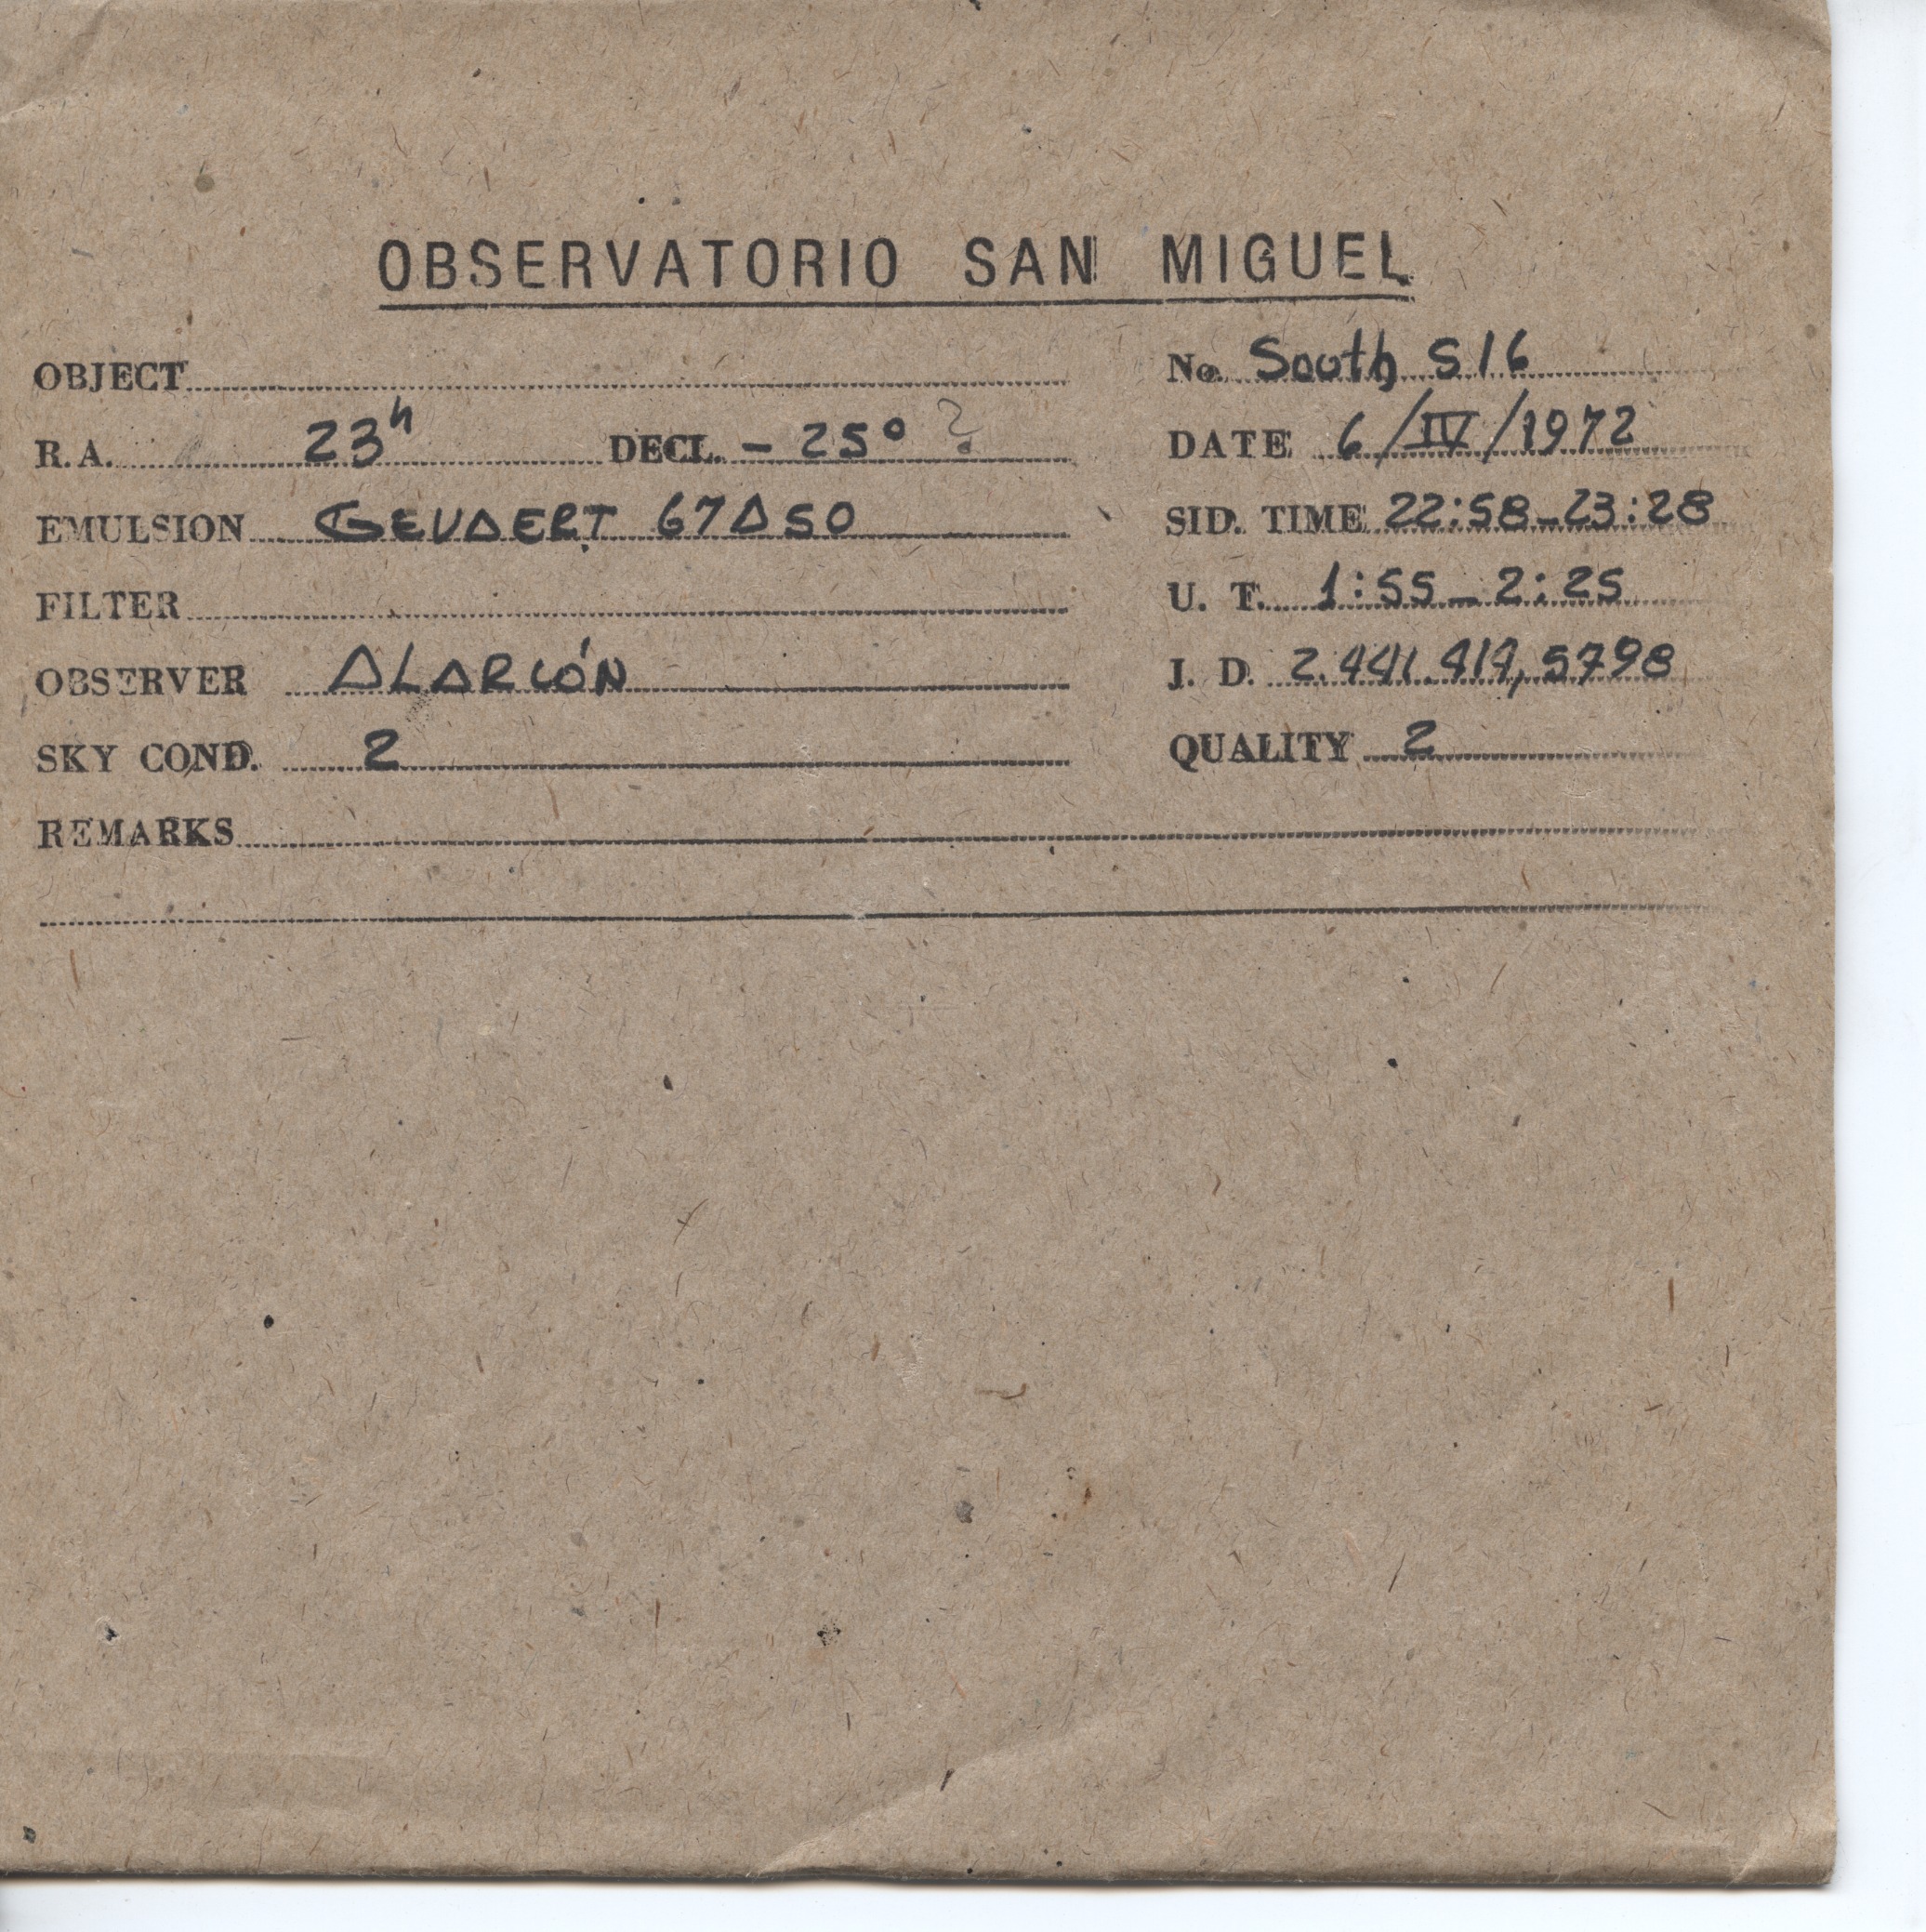 OBSERVATORIO SAN MIGUEL
OBJECT No. South S16
R.A. 23h DECL. - 25° ? DATE 6/IV/1972
EMULSION GEVAERT 67A50 SID. TIME 22:58-23:28
FILTER U. T. 1:55-2:25
OBSERVER ALARCÓN J. D. 2.441.414,5798
SKY COND. 2 QUALITY 2
REMARKS